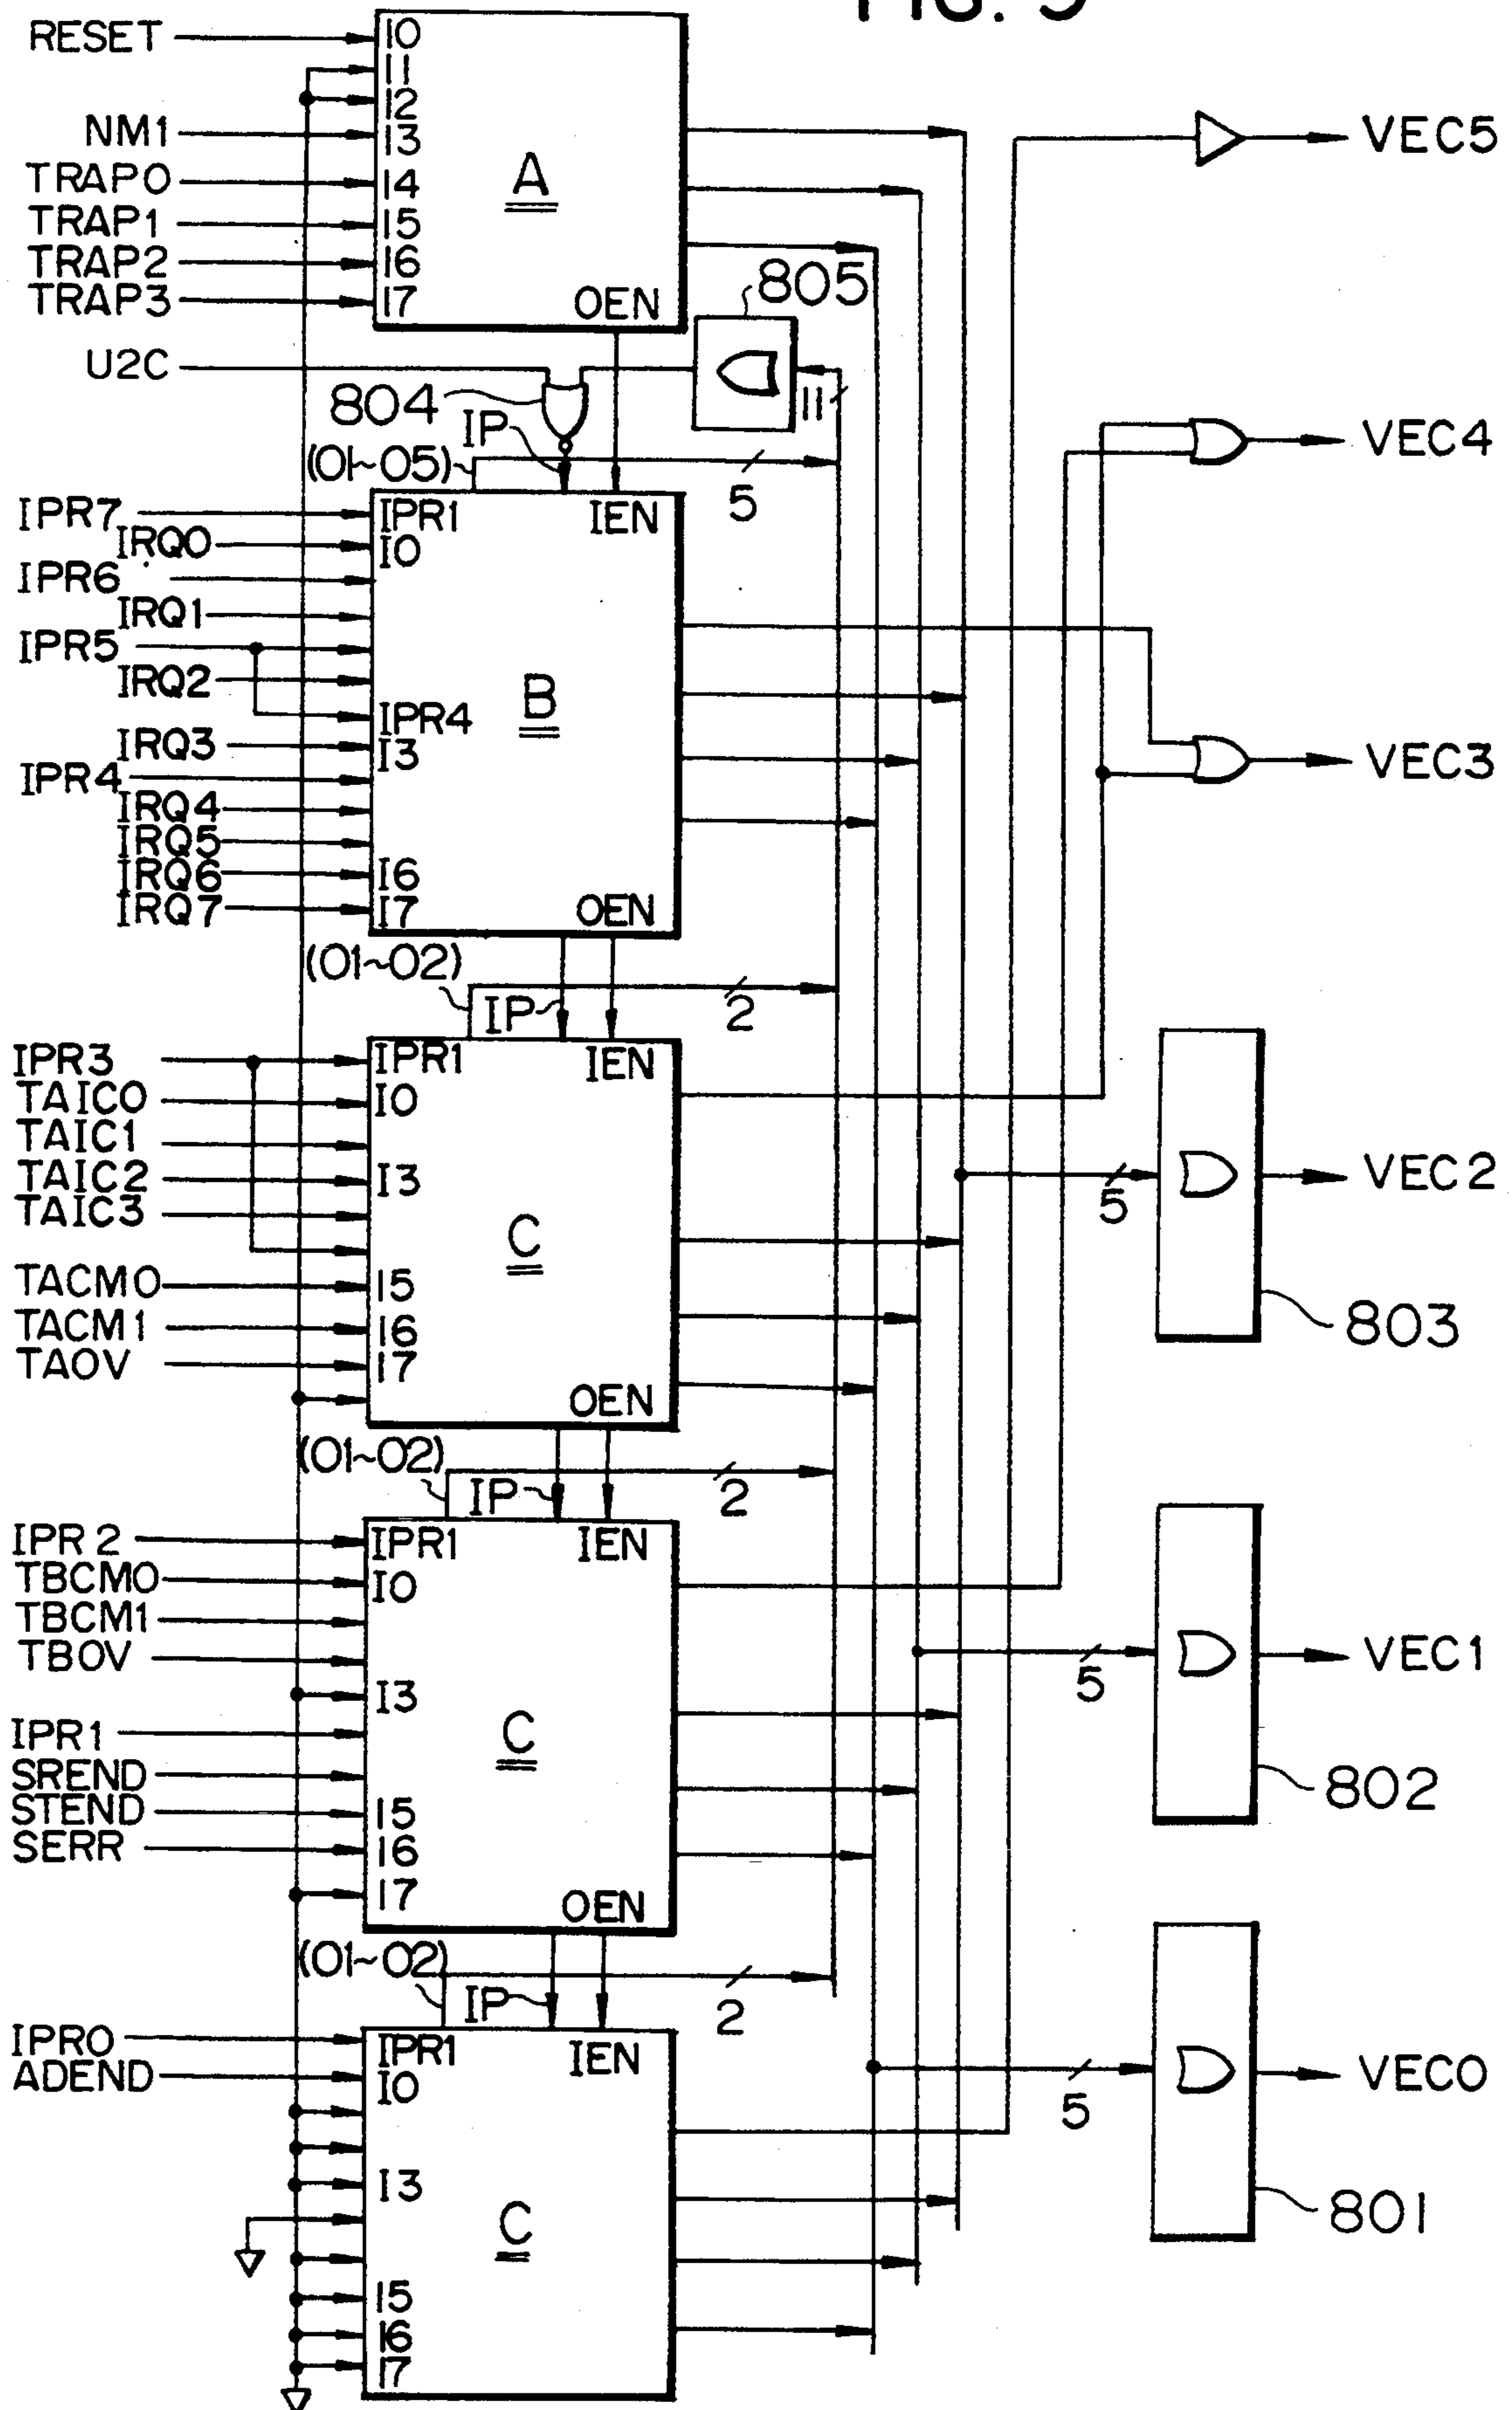 FIG. 9
RESET
I0
I1
I2
NM1
I3
TRAP0
I4
TRAP1
I5
TRAP2
I6
TRAP3
I7
A
OEN
VEC5
805
U2C
804
IP
11
(01~05)
5
VEC4
IPR7
IPR1
IEN
IRQ0
I0
IPR6
IRQ1
IPR5
IRQ2
B
IPR4
IRQ3
I3
IPR4
IRQ4
IRQ5
IRQ6
I6
IRQ7
I7
OEN
VEC3
(01~02)
IP
2
IPR3
IPR1
IEN
TAIC0
I0
TAIC1
TAIC2
I3
TAIC3
C
TACM0
I5
TACM1
I6
TAOV
I7
OEN
5
VEC2
803
(01~02)
IP
2
IPR2
IPR1
IEN
TBCM0
I0
TBCM1
TBOV
I3
IPR1
C
SREND
STEND
I5
SERR
I6
I7
OEN
5
VEC1
802
(01~02)
IP
2
IPR0
IPR1
IEN
ADEND
I0
I3
C
I5
I6
I7
5
VEC0
801